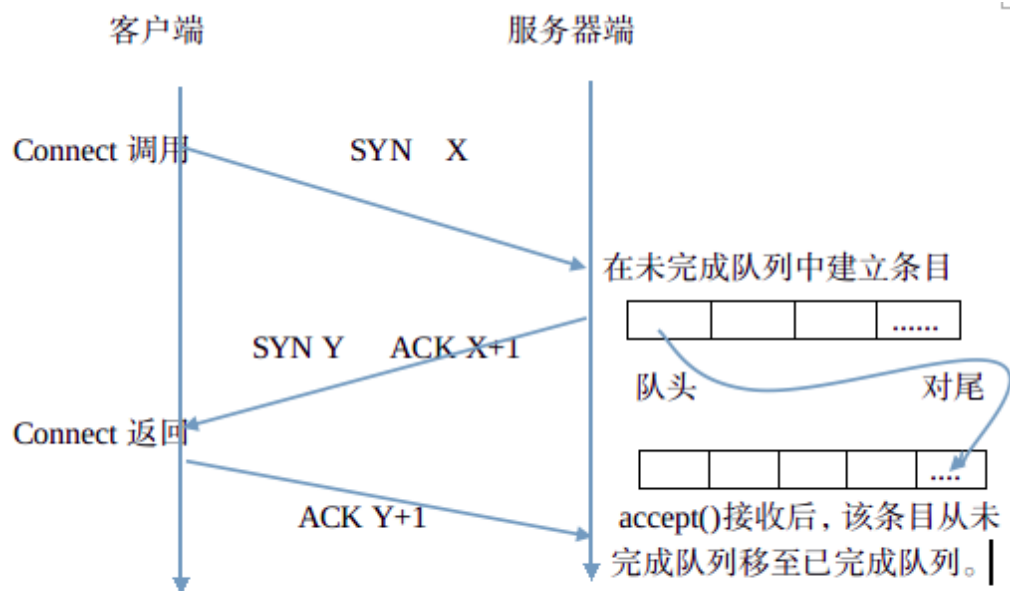 客户端
服务器端
Connect 调用
SYN X
在未完成队列中建立条目
......
SYN Y ACK X+1
队头
对尾
Connect 返回
....
ACK Y+1
accept()接收后，该条目从未
完成队列移至已完成队列。